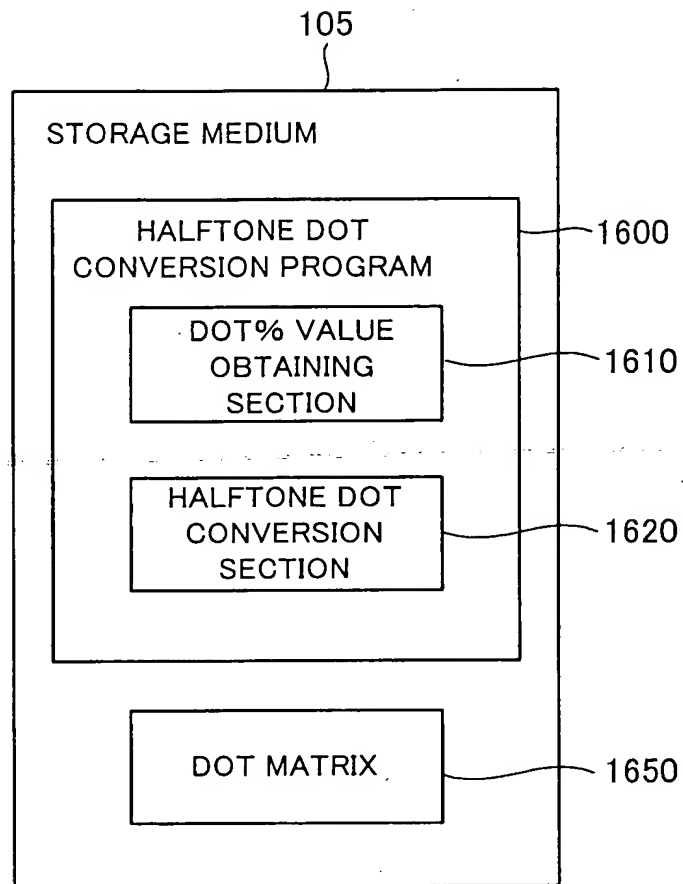 105
STORAGE MEDIUM
HALFTONE DOT
CONVERSION PROGRAM
1600
DOT% VALUE
OBTAINING
SECTION
1610
HALFTONE DOT
CONVERSION
SECTION
1620
DOT MATRIX
1650